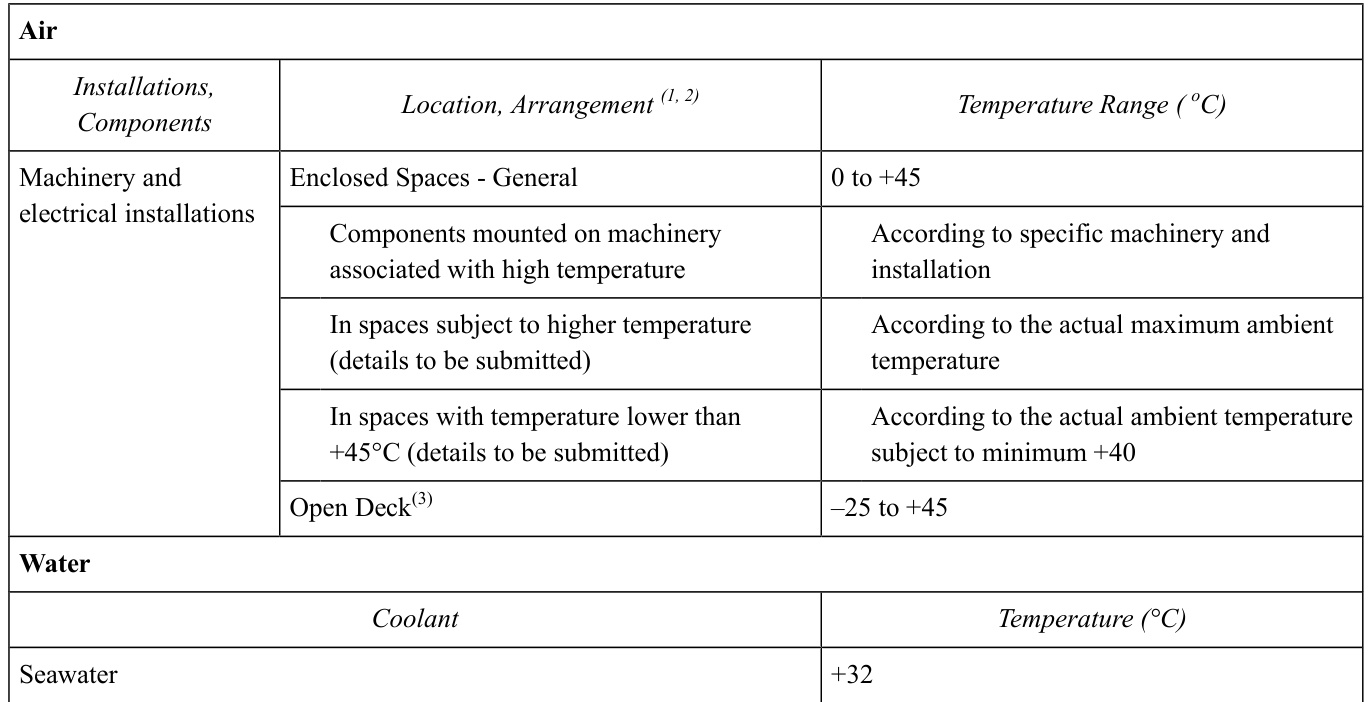 Air
Installations,
Components
Location, Arrangement (1, 2)
Temperature Range ( oC)
Machinery and
electrical installations
Enclosed Spaces - General
0 to +45
Components mounted on machinery
associated with high temperature
According to specific machinery and
installation
In spaces subject to higher temperature
(details to be submitted)
According to the actual maximum ambient
temperature
In spaces with temperature lower than
+45°C (details to be submitted)
According to the actual ambient temperature
subject to minimum +40
Open Deck(3)
–25 to +45
Water
Coolant
Temperature (°C)
Seawater
+32